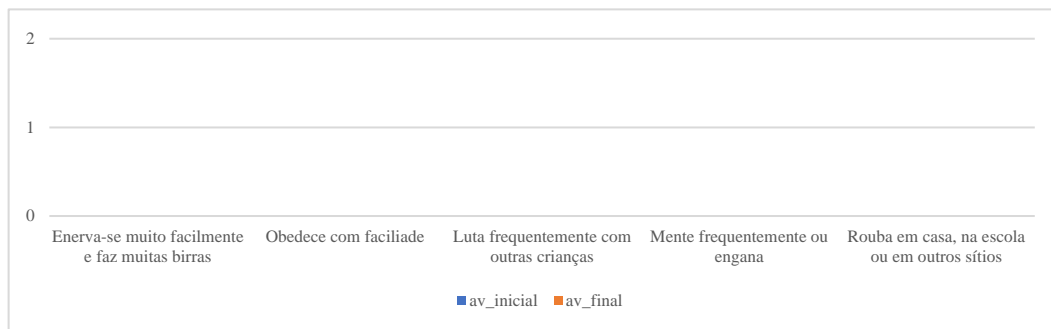 2
1
0
Enerva-se muito facilmente
e faz muitas birras
Obedece com faciliade
Luta frequentemente com
outras crianças
Mente frequentemente ou
engana
Rouba em casa, na escola
ou em outros sítios
av_inicial av_final